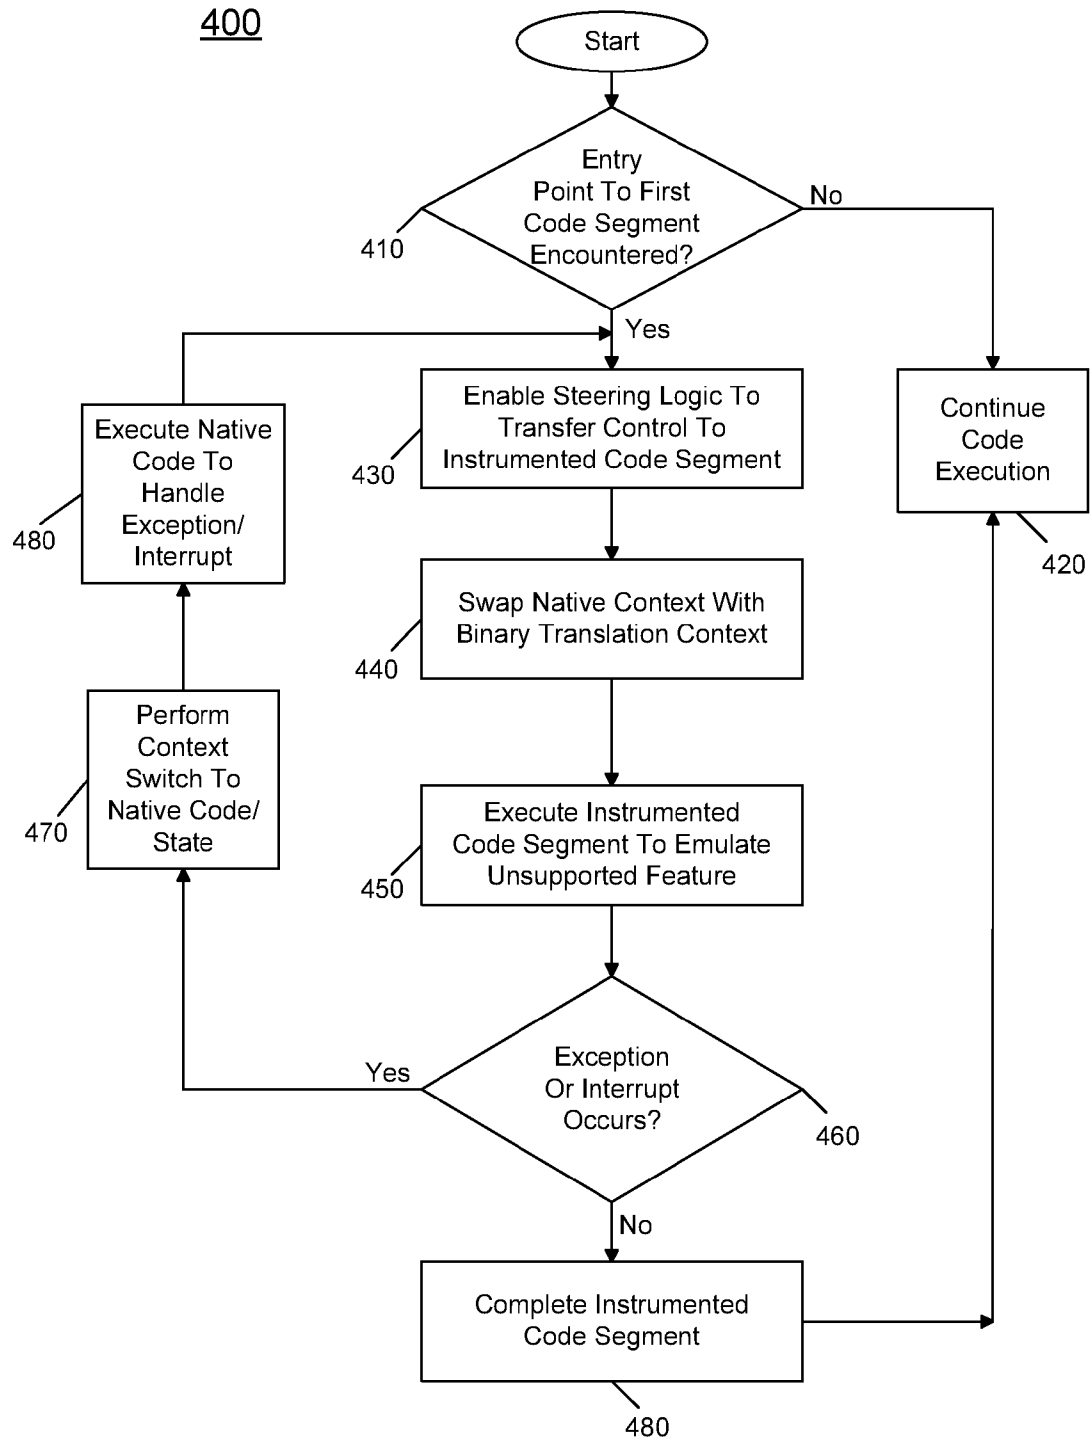 400
Start
Entry
Point To First
Code Segment
Encountered?
410
No
Yes
Enable Steering Logic To
Transfer Control To
Instrumented Code Segment
430
Continue
Code
Execution
420
Execute Native
Code To
Handle
Exception/
Interrupt
480
Swap Native Context With
Binary Translation Context
440
Perform
Context
Switch To
Native Code/
State
470
Execute Instrumented
Code Segment To Emulate
Unsupported Feature
450
Exception
Or Interrupt
Occurs?
Yes
460
No
Complete Instrumented
Code Segment
480